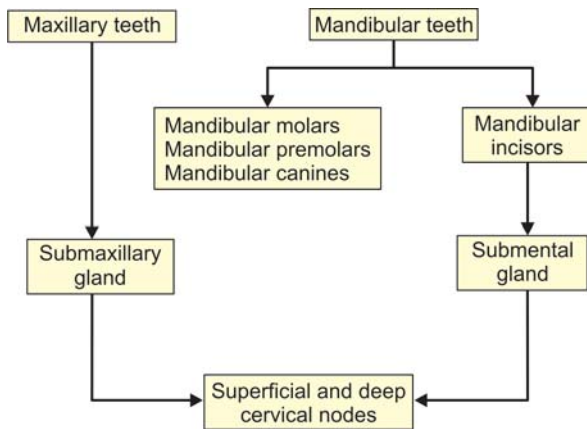 Maxillary teeth
Mandibular teeth
Mandibular molars
Mandibular premolars
Mandibular canines
Mandibular
incisors
Submaxillary
gland
Submental
gland
Superficial and deep
cervical nodes